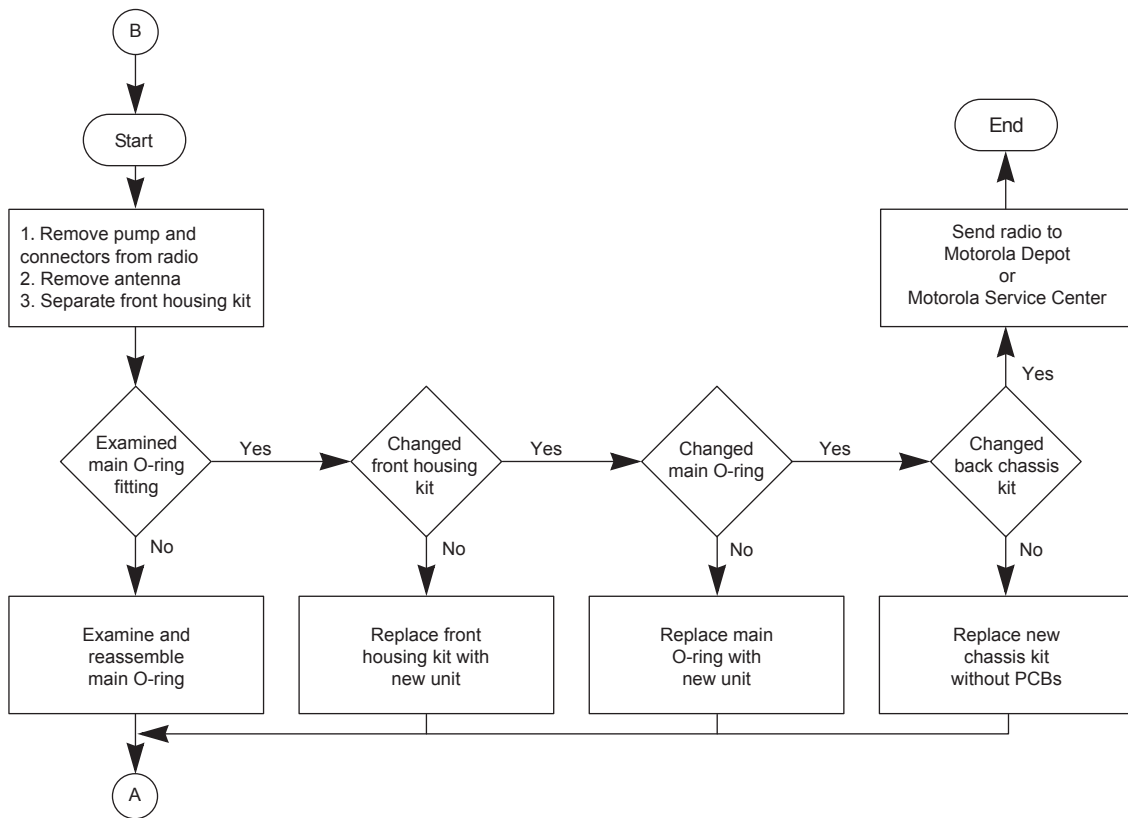 B
Start
End
1. Remove pump and
connectors from radio
2. Remove antenna
3. Separate front housing kit
Send radio to
Motorola Depot
or
Motorola Service Center
Yes
Examined
main O-ring
fitting
Yes
Changed
front housing
kit
Yes
Changed
main O-ring
Yes
Changed
back chassis
kit
No
No
No
No
Examine and
reassemble
main O-ring
Replace front
housing kit with
new unit
Replace main
O-ring with
new unit
Replace new
chassis kit
without PCBs
A